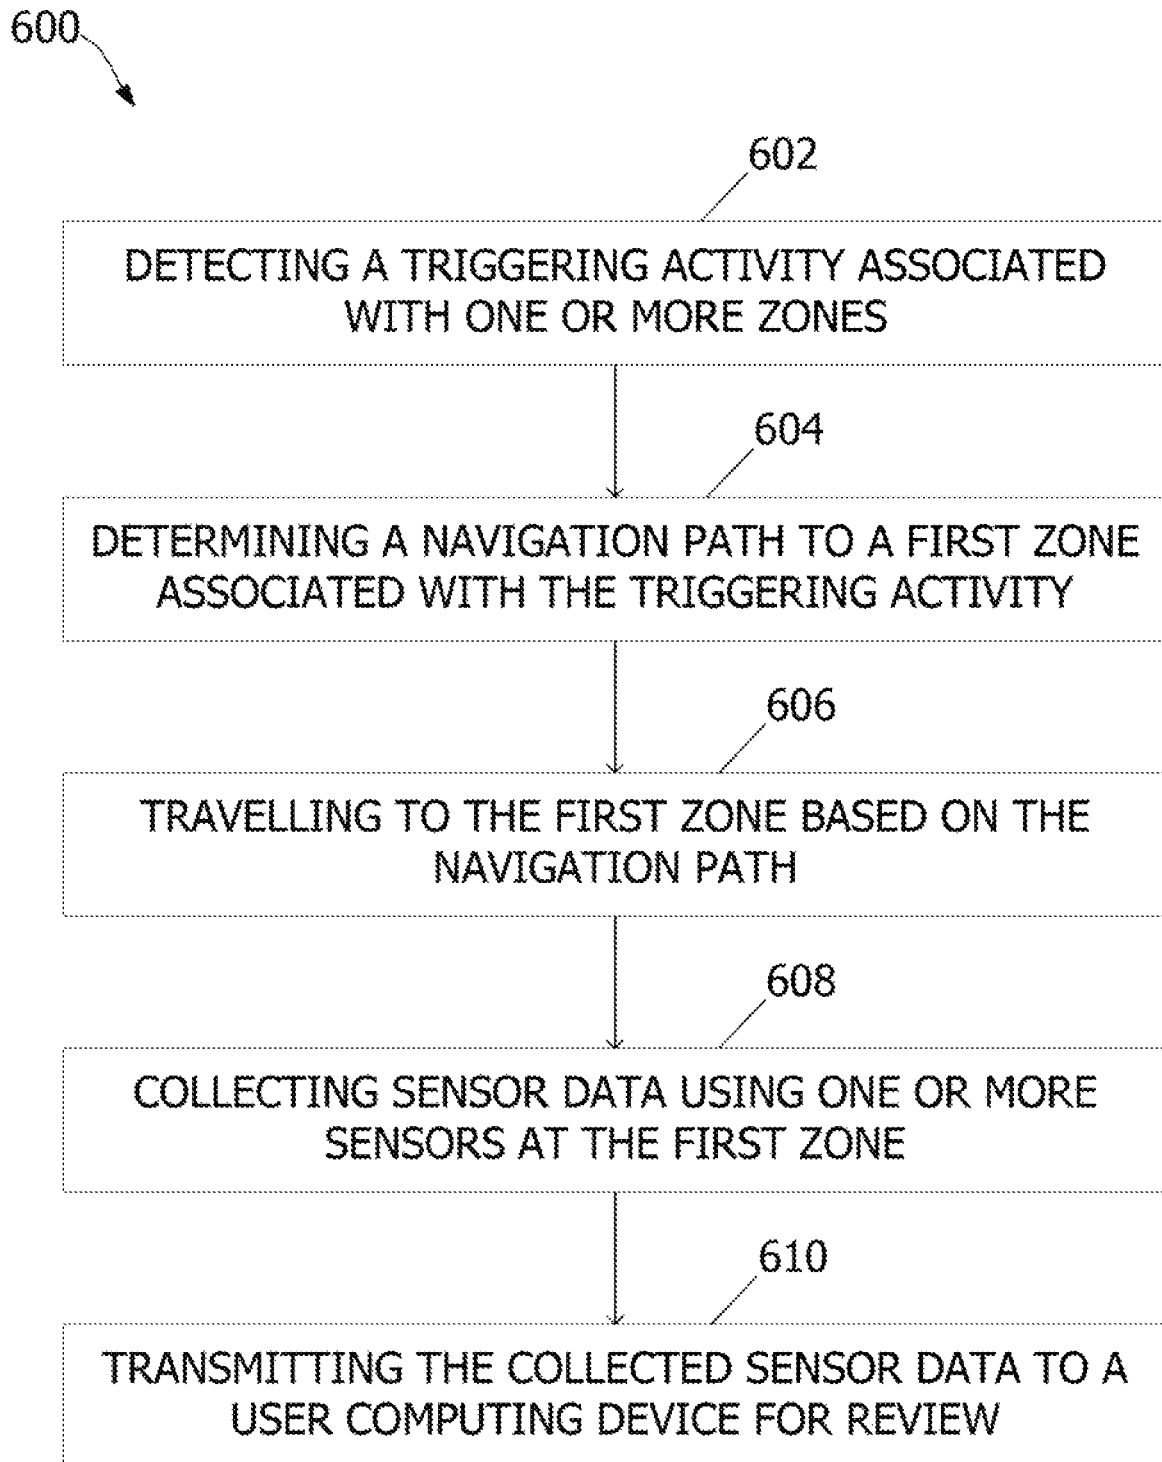 600
602
DETECTING A TRIGGERING ACTIVITY ASSOCIATED
WITH ONE OR MORE ZONES
604
DETERMINING A NAVIGATION PATH TO A FIRST ZONE
ASSOCIATED WITH THE TRIGGERING ACTIVITY
606
TRAVELLING TO THE FIRST ZONE BASED ON THE
NAVIGATION PATH
608
COLLECTING SENSOR DATA USING ONE OR MORE
SENSORS AT THE FIRST ZONE
610
TRANSMITTING THE COLLECTED SENSOR DATA TO A
USER COMPUTING DEVICE FOR REVIEW